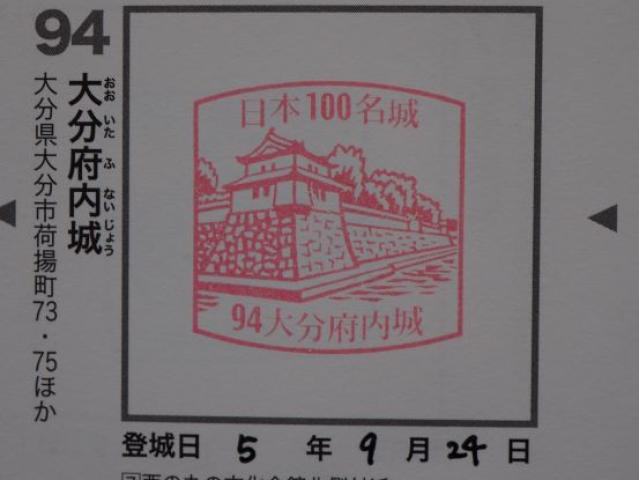 94
大分府内城
おおいたふないじょう
大分県大分市荷揚町73・75ほか
日本100名城
94大分府内城
登城日 5 年 9 月 24 日